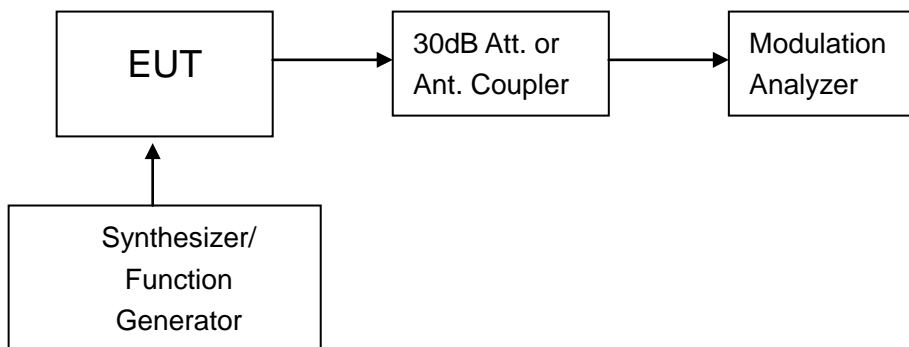 EUT
30dB Att. or
Ant. Coupler
Modulation
Analyzer
Synthesizer/
Function
Generator